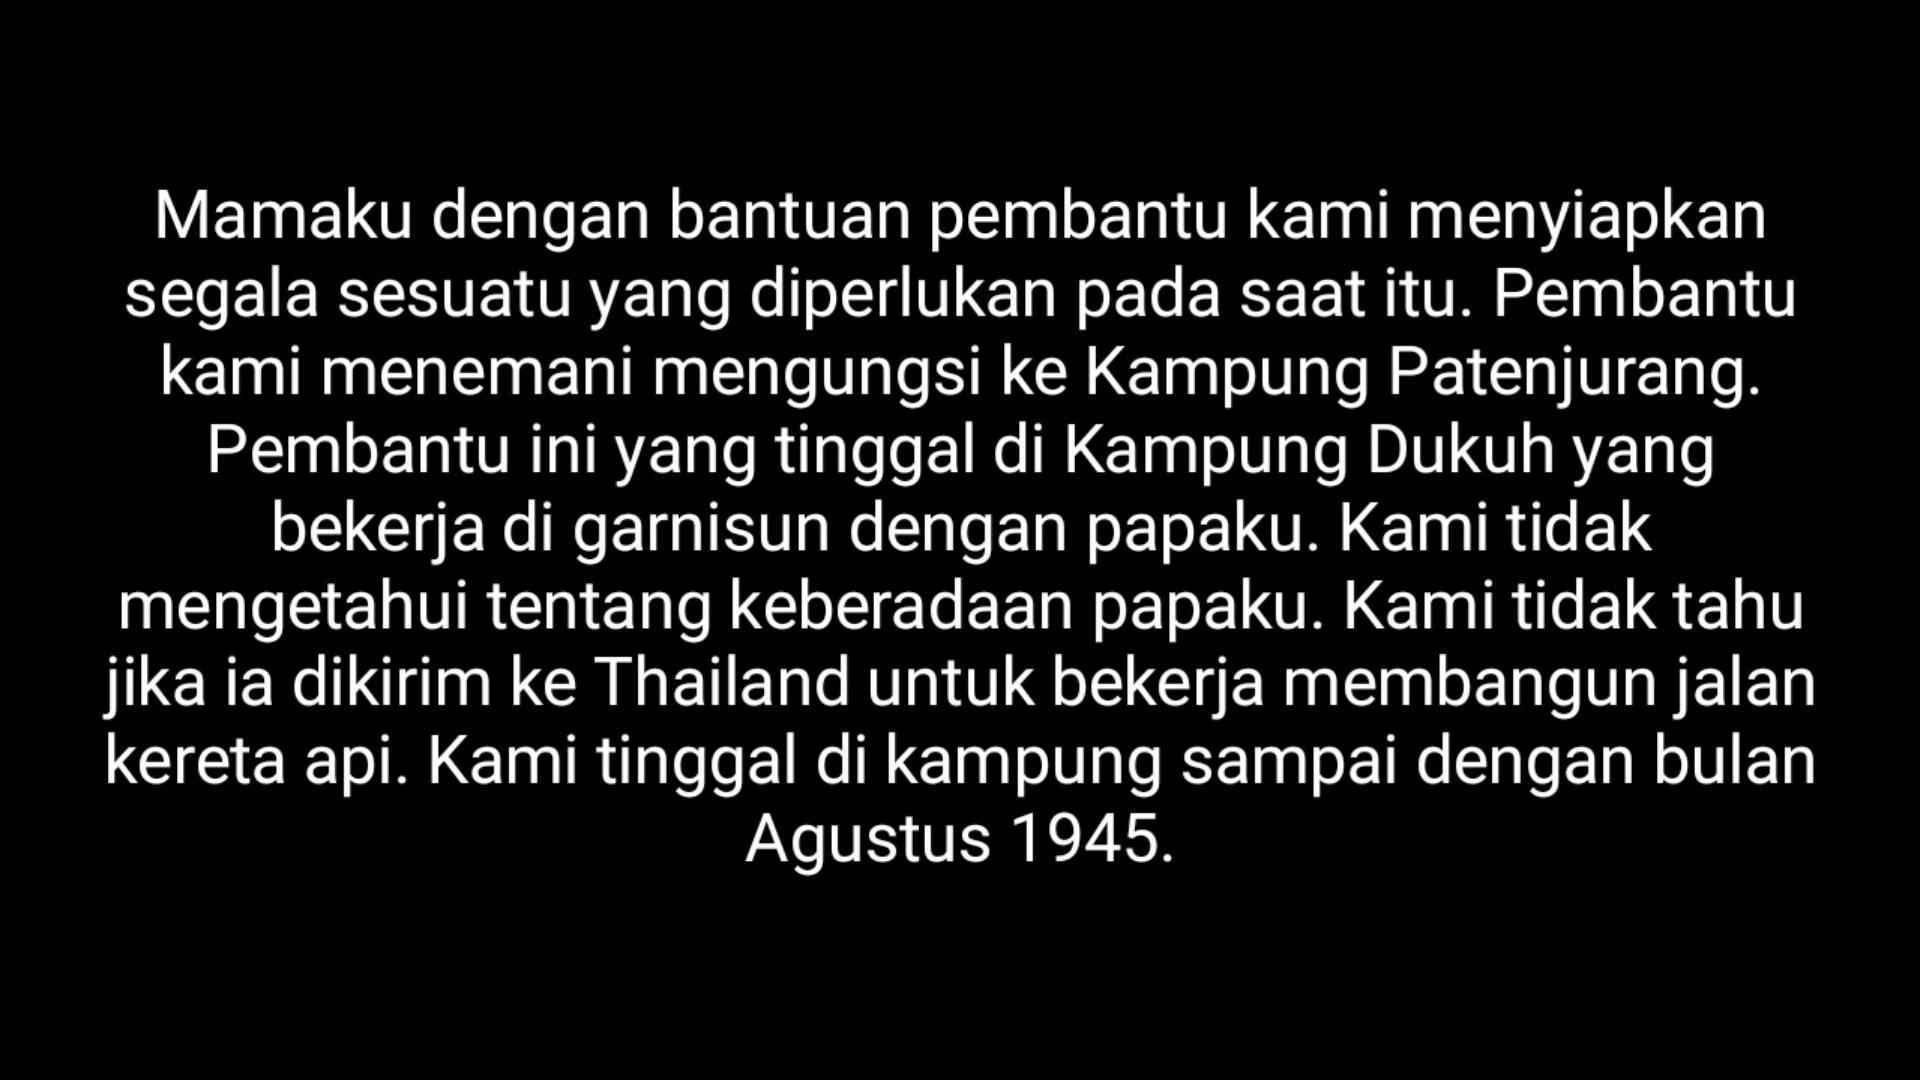 Mamaku dengan bantuan pembantu kami menyiapkan
segala sesuatu yang diperlukan pada saat itu. Pembantu
kami menemani mengungsi ke Kampung Patenjurang.
Pembantu ini yang tinggal di Kampung Dukuh yang
bekerja di garnisun dengan papaku. Kami tidak
mengetahui tentang keberadaan papaku. Kami tidak tahu
jika ia dikirim ke Thailand untuk bekerja membangun jalan
kereta api. Kami tinggal di kampung sampai dengan bulan
Agustus 1945.